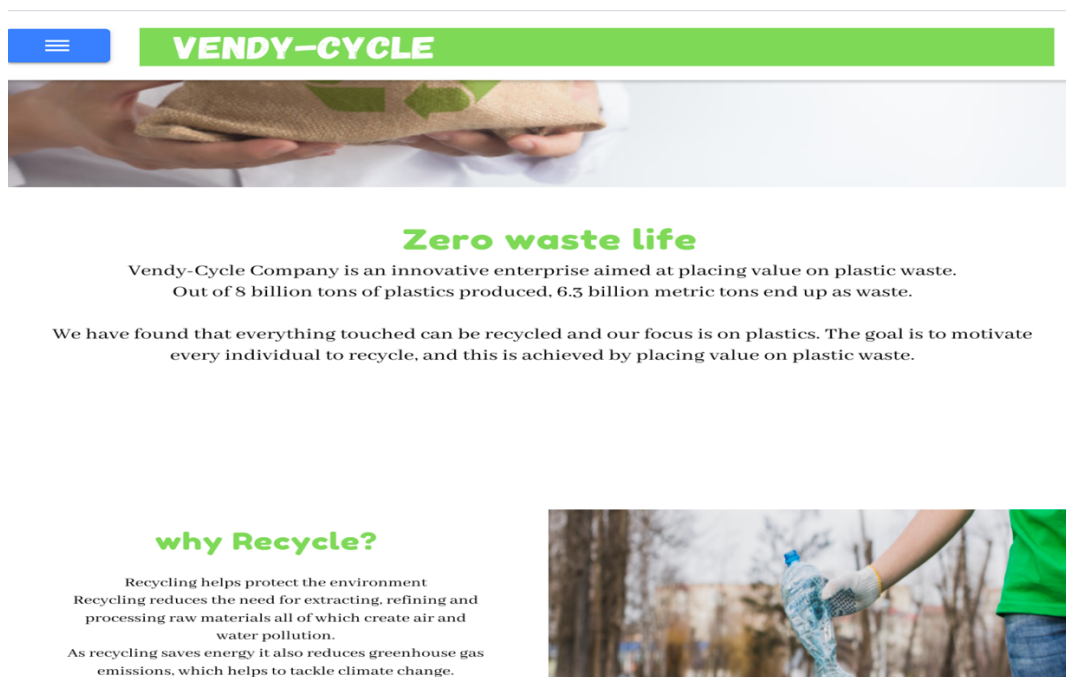 VENDY-CYCLE
Zero waste life
Vendy-Cycle Company is an innovative enterprise aimed at placing value on plastic waste.
Out of 8 billion tons of plastics produced, 6.3 billion metric tons end up as waste.
We have found that everything touched can be recycled and our focus is on plastics. The goal is to motivate
every individual to recycle, and this is achieved by placing value on plastic waste.
why Recycle?
Recycling helps protect the environment
Recycling reduces the need for extracting, refining and
processing raw materials all of which create air and
water pollution.
As recycling saves energy it also reduces greenhouse gas
emissions, which helps to tackle climate change.